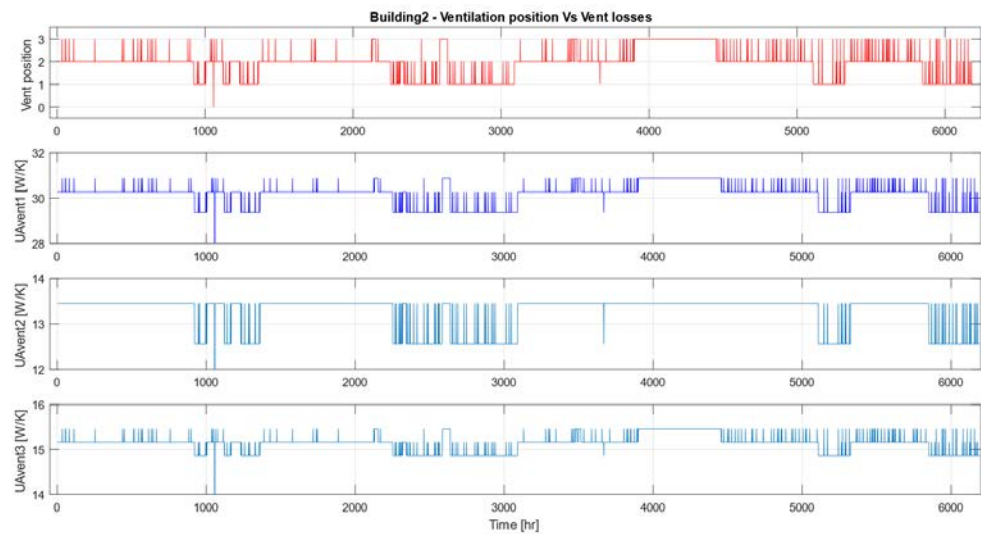 Building2 - Ventilation position Vs Vent losses
Vent position
3
2
1
0
0 1000 2000 3000 4000 5000 6000
UAvent1 [W/K]
32
30
28
0 1000 2000 3000 4000 5000 6000
UAvent2 [W/K]
14
13
12
0 1000 2000 3000 4000 5000 6000
UAvent3 [W/K]
16
15
14
0 1000 2000 3000 4000 5000 6000
Time [hr]